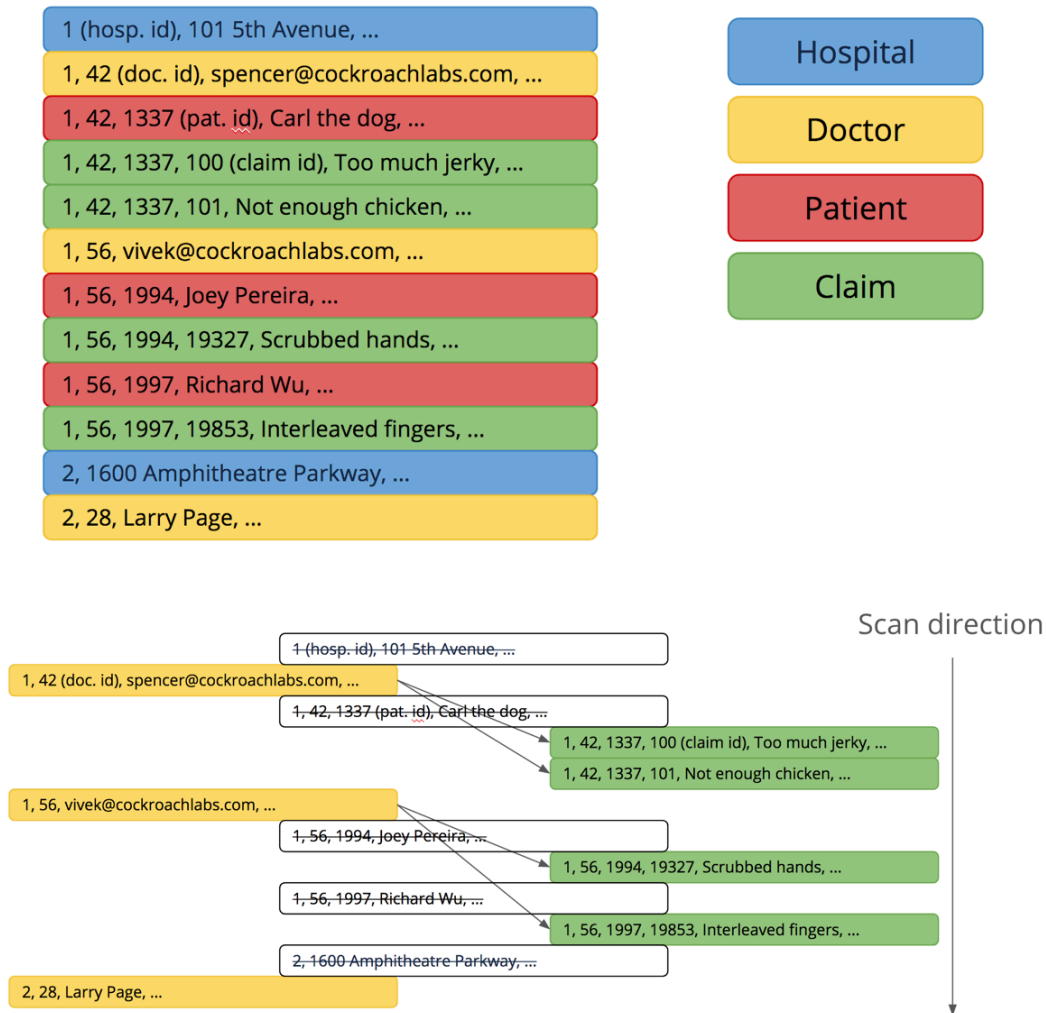 1 (hosp. id), 101 5th Avenue, ...
1, 42 (doc. id), spencer@cockroachlabs.com, ...
1, 42, 1337 (pat. id), Carl the dog, ...
1, 42, 1337, 100 (claim id), Too much jerky, ...
1, 42, 1337, 101, Not enough chicken, ...
1, 56, vivek@cockroachlabs.com, ...
1, 56, 1994, Joey Pereira, ...
1, 56, 1994, 19327, Scrubbed hands, ...
1, 56, 1997, Richard Wu, ...
1, 56, 1997, 19853, Interleaved fingers, ...
2, 1600 Amphitheatre Parkway, ...
2, 28, Larry Page, ...
Hospital
Doctor
Patient
Claim
Scan direction
1 (hosp. id), 101 5th Avenue, ...
1, 42 (doc. id), spencer@cockroachlabs.com, ...
1, 42, 1337 (pat. id), Carl the dog, ...
1, 42, 1337, 100 (claim id), Too much jerky, ...
1, 42, 1337, 101, Not enough chicken, ...
1, 56, vivek@cockroachlabs.com, ...
1, 56, 1994, Joey Pereira, ...
1, 56, 1994, 19327, Scrubbed hands, ...
1, 56, 1997, Richard Wu, ...
1, 56, 1997, 19853, Interleaved fingers, ...
2, 1600 Amphitheatre Parkway, ...
2, 28, Larry Page, ...